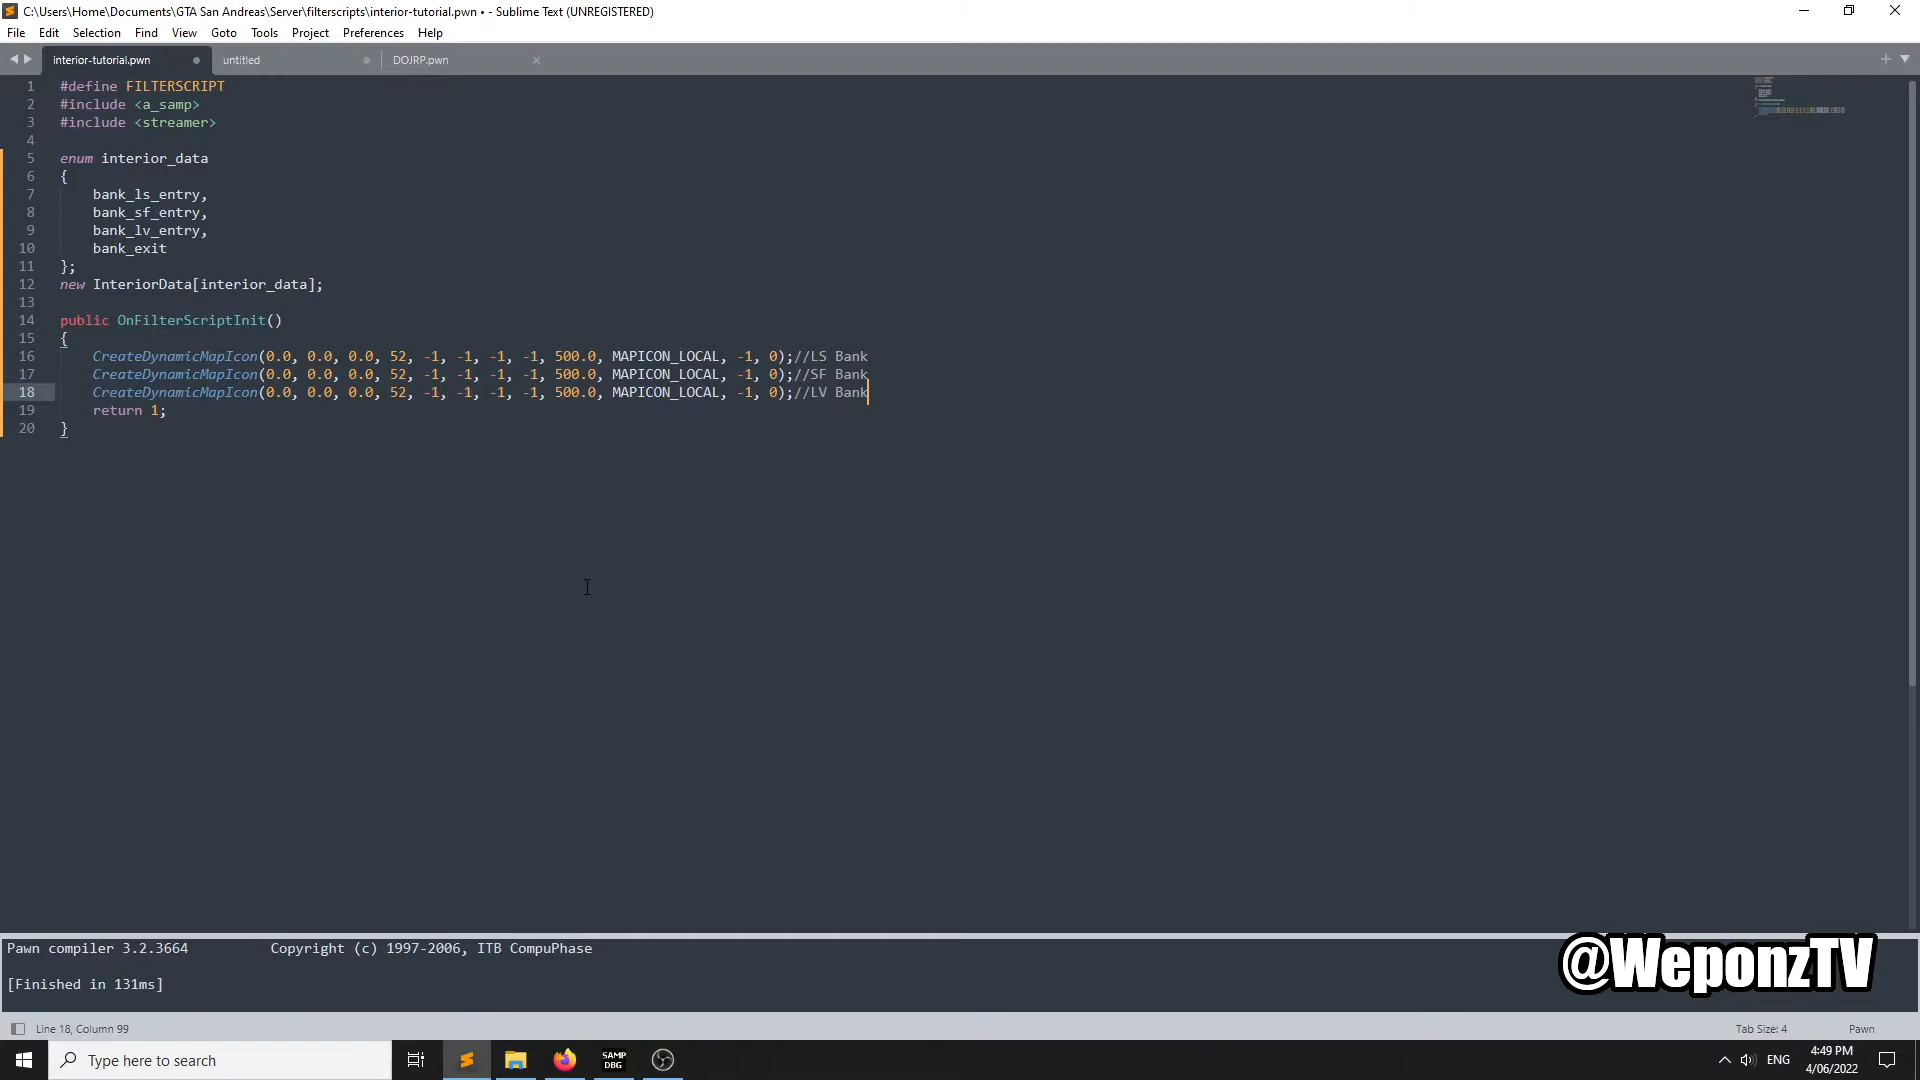 C:\Users\Home\Documents\GTA San Andreas\Server\filterscripts\interior-tutorial.pwn • - Sublime Text (UNREGISTERED)
File Edit Selection Find View Goto Tools Project Preferences Help
interior-tutorial.pwn untitled DOJRP.pwn
1 #define FILTERSCRIPT
2 #include <a_samp>
3 #include <streamer>
4
5 enum interior_data
6 {
7 bank_ls_entry,
8 bank_sf_entry,
9 bank_lv_entry,
10 bank_exit
11 };
12 new InteriorData[interior_data];
13
14 public OnFilterScriptInit()
15 {
16 CreateDynamicMapIcon(0.0, 0.0, 0.0, 52, -1, -1, -1, -1, 500.0, MAPICON_LOCAL, -1, 0);//LS Bank
17 CreateDynamicMapIcon(0.0, 0.0, 0.0, 52, -1, -1, -1, -1, 500.0, MAPICON_LOCAL, -1, 0);//SF Bank
18 CreateDynamicMapIcon(0.0, 0.0, 0.0, 52, -1, -1, -1, -1, 500.0, MAPICON_LOCAL, -1, 0);//LV Bank
19 return 1;
20 }
Pawn compiler 3.2.3664 Copyright (c) 1997-2006, ITB CompuPhase
[Finished in 131ms]
@WeponzTV
Line 18, Column 99 Tab Size: 4 Pawn
Type here to search
SAMP
DBG
ENG
4:49 PM
4/06/2022